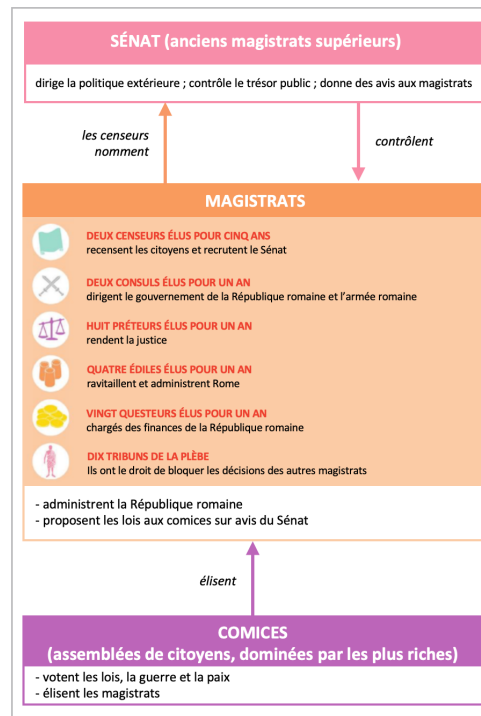 SÉNAT (anciens magistrats supérieurs)
dirige la politique extérieure ; contrôle le trésor public ; donne des avis aux magistrats
les censeurs
nomment
contrôlent
MAGISTRATS
DEUX CENSEURS ÉLUS POUR CINQ ANS
recensent les citoyens et recrutent le Sénat
DEUX CONSULS ÉLUS POUR UN AN
dirigent le gouvernement de la République romaine et l'armée romaine
HUIT PRÉTEURS ÉLUS POUR UN AN
rendent la justice
QUATRE ÉDILES ÉLUS POUR UN AN
ravitaillent et administrent Rome
VINGT QUESTEURS ÉLUS POUR UN AN
chargés des finances de la République romaine
DIX TRIBUNS DE LA PLÈBE
Ils ont le droit de bloquer les décisions des autres magistrats
- administrent la République romaine
- proposent les lois aux comices sur avis du Sénat
élisent
COMICES
(assemblées de citoyens, dominées par les plus riches)
- votent les lois, la guerre et la paix
- élisent les magistrats